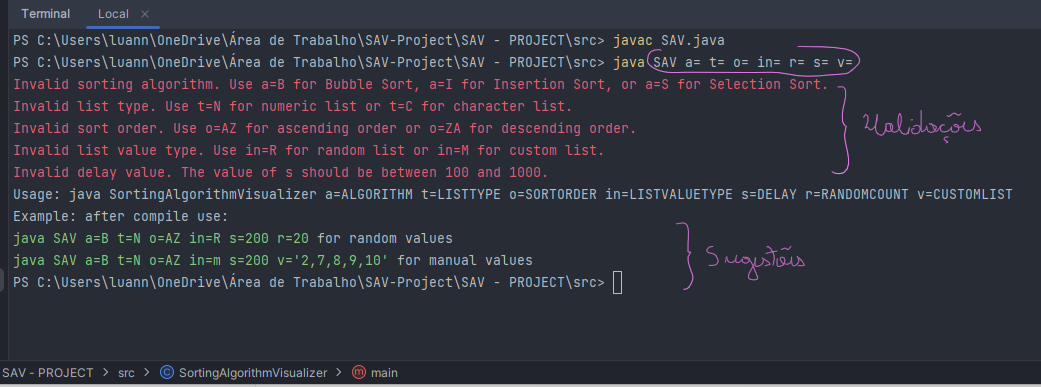 Terminal Local ×
PS C:\Users\luann\OneDrive\Área de Trabalho\SAV-Project\SAV - PROJECT\src> javac SAV.java
PS C:\Users\luann\OneDrive\Área de Trabalho\SAV-Project\SAV - PROJECT\src> java SAV a= t= o= in= r= s= v=
Invalid sorting algorithm. Use a=B for Bubble Sort, a=I for Insertion Sort, or a=S for Selection Sort.
Invalid list type. Use t=N for numeric list or t=C for character list.
Validações
Invalid sort order. Use o=AZ for ascending order or o=ZA for descending order.
Invalid list value type. Use in=R for random list or in=M for custom list.
Invalid delay value. The value of s should be between 100 and 1000.
Usage: java SortingAlgorithmVisualizer a=ALGORITHM t=LISTTYPE o=SORTORDER in=LISTVALUETYPE s=DELAY r=RANDOMCOUNT v=CUSTOMLIST
Example: after compile use:
java SAV a=B t=N o=AZ in=R s=200 r=20 for random values
java SAV a=B t=N o=AZ in=m s=200 v='2,7,8,9,10' for manual values
Sugestões
PS C:\Users\luann\OneDrive\Área de Trabalho\SAV-Project\SAV - PROJECT\src>
SAV - PROJECT > src > SortingAlgorithmVisualizer > main